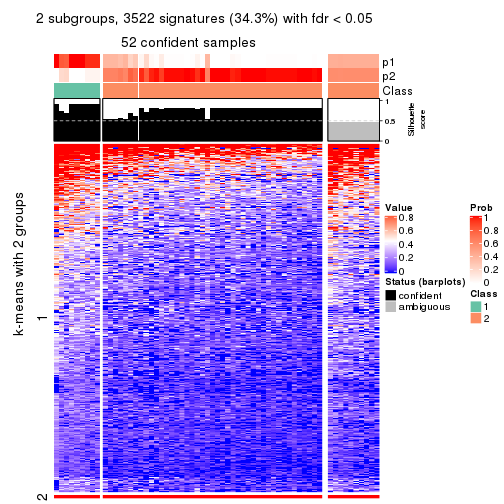 2 subgroups, 3522 signatures (34.3%) with fdr < 0.05
52 confident samples
p1
p2
Class
1
0.5
0
Silhouette
score
k-means with 2 groups
1
2
Value
0.8
0.6
0.4
0.2
0
Status (barplots)
confident
ambiguous
Prob
1
0.8
0.6
0.4
0.2
0
Class
1
2